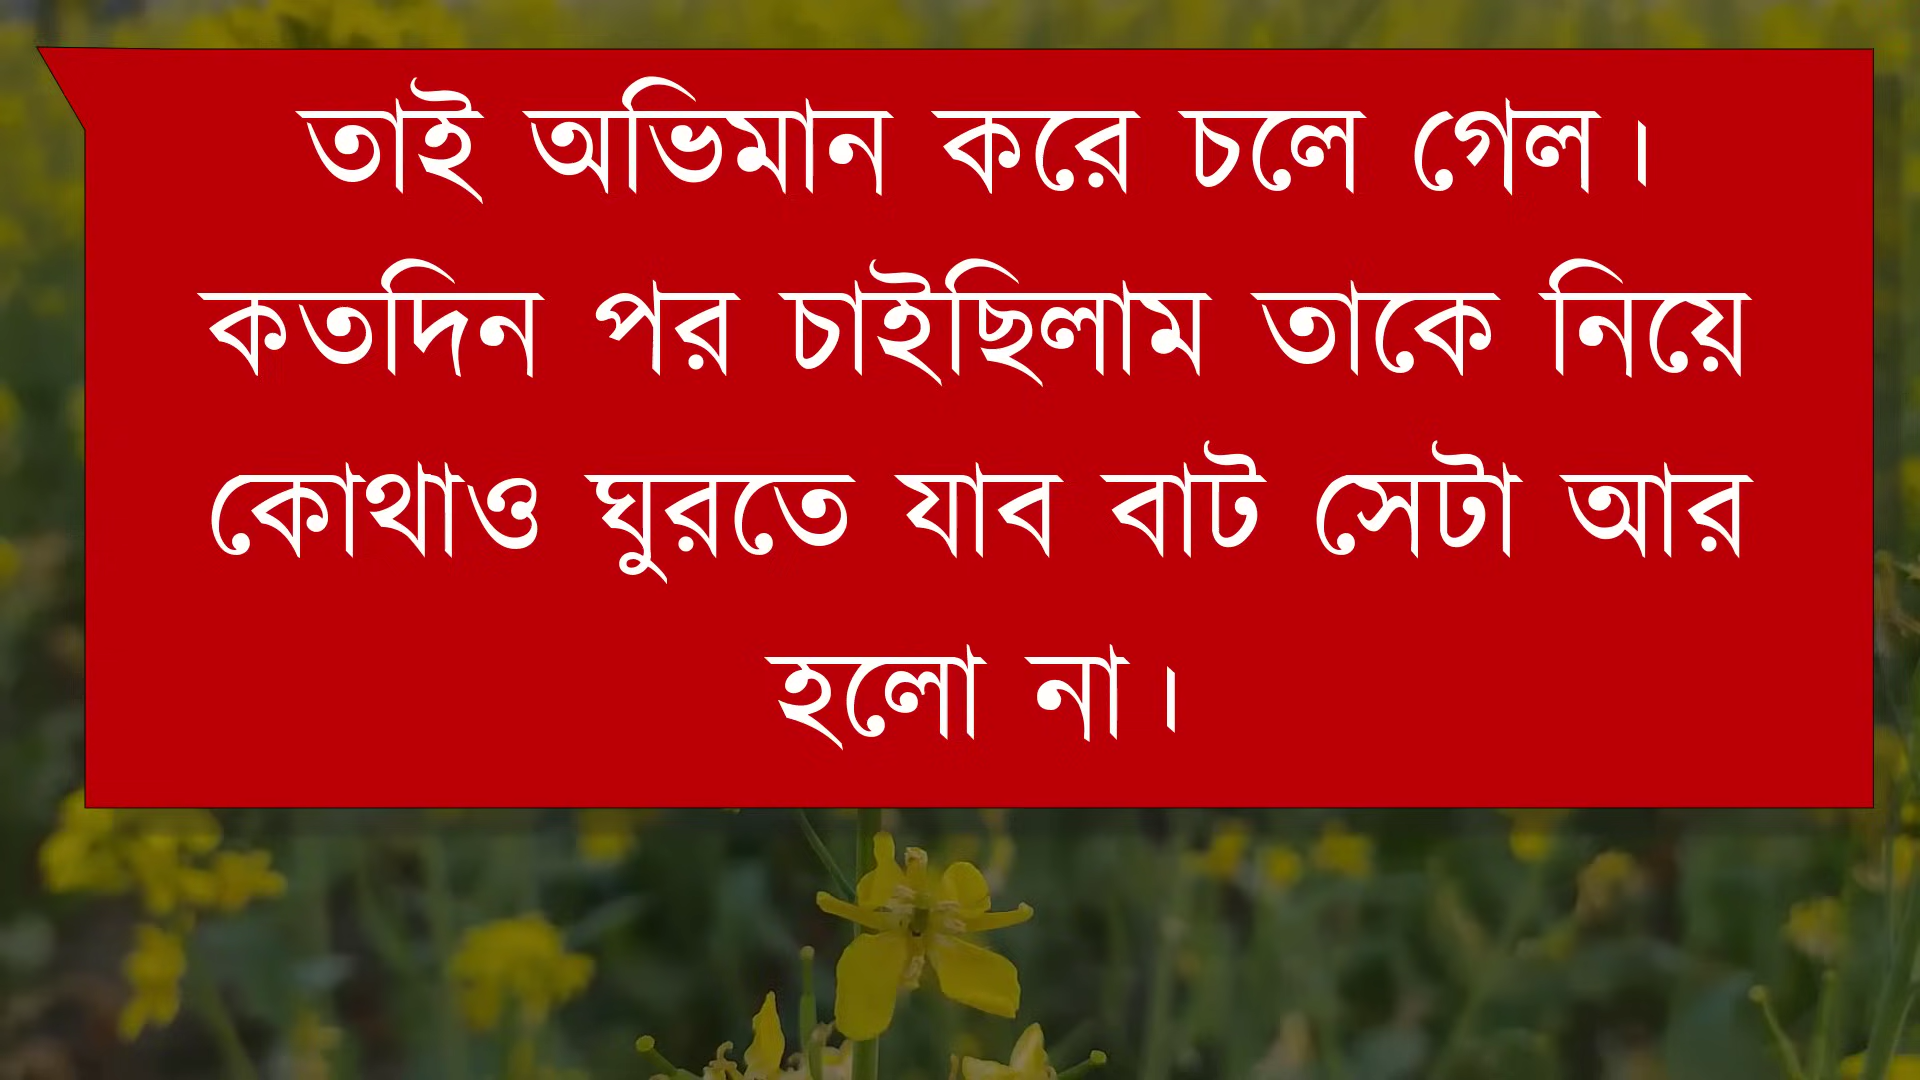 তাই অভিমান করে চলে গেল।
কতদিন পর চাইছিলাম তাকে নিয়ে
কোথাও ঘুরতে যাব বাট সেটা আর
হলো না।